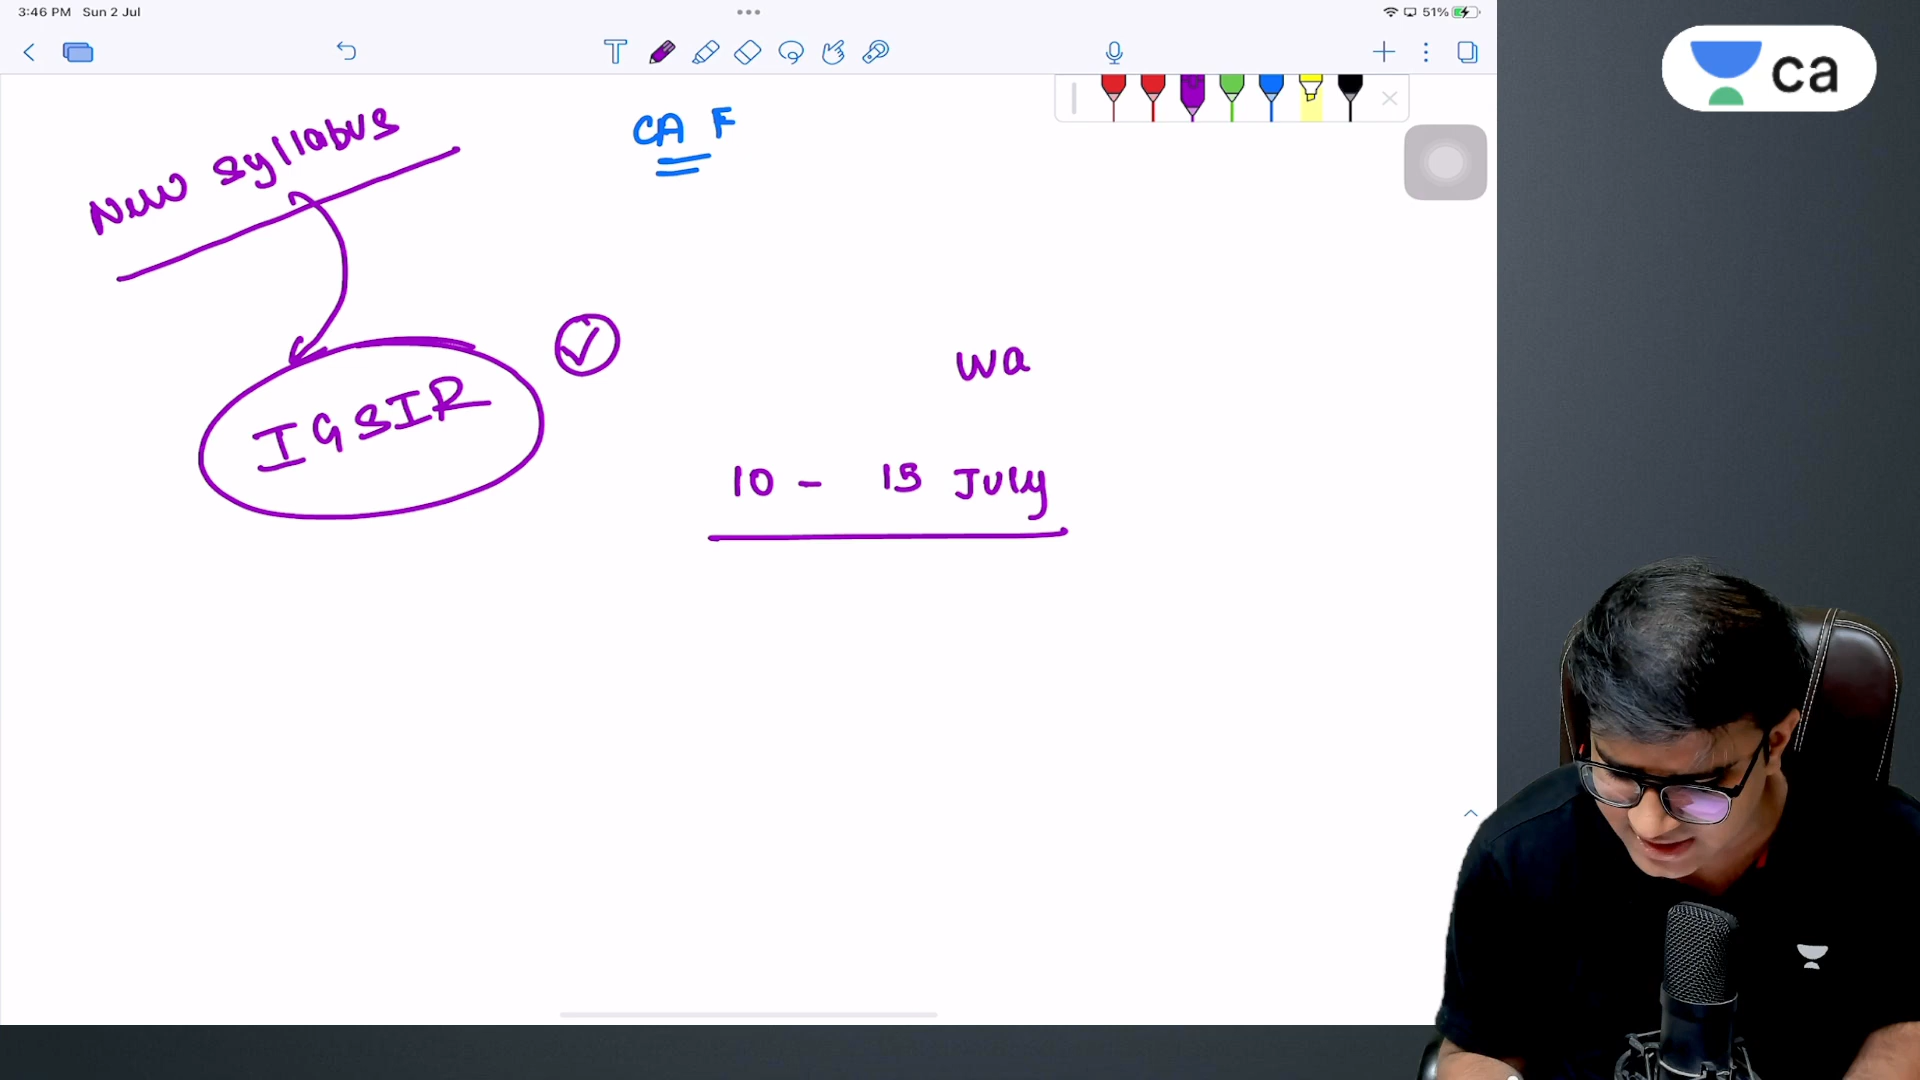 3:46 PM Sun 2 Jul
51%
T
ca
New Syllabus
CA F
IGSIR
wa
10 - 15 July